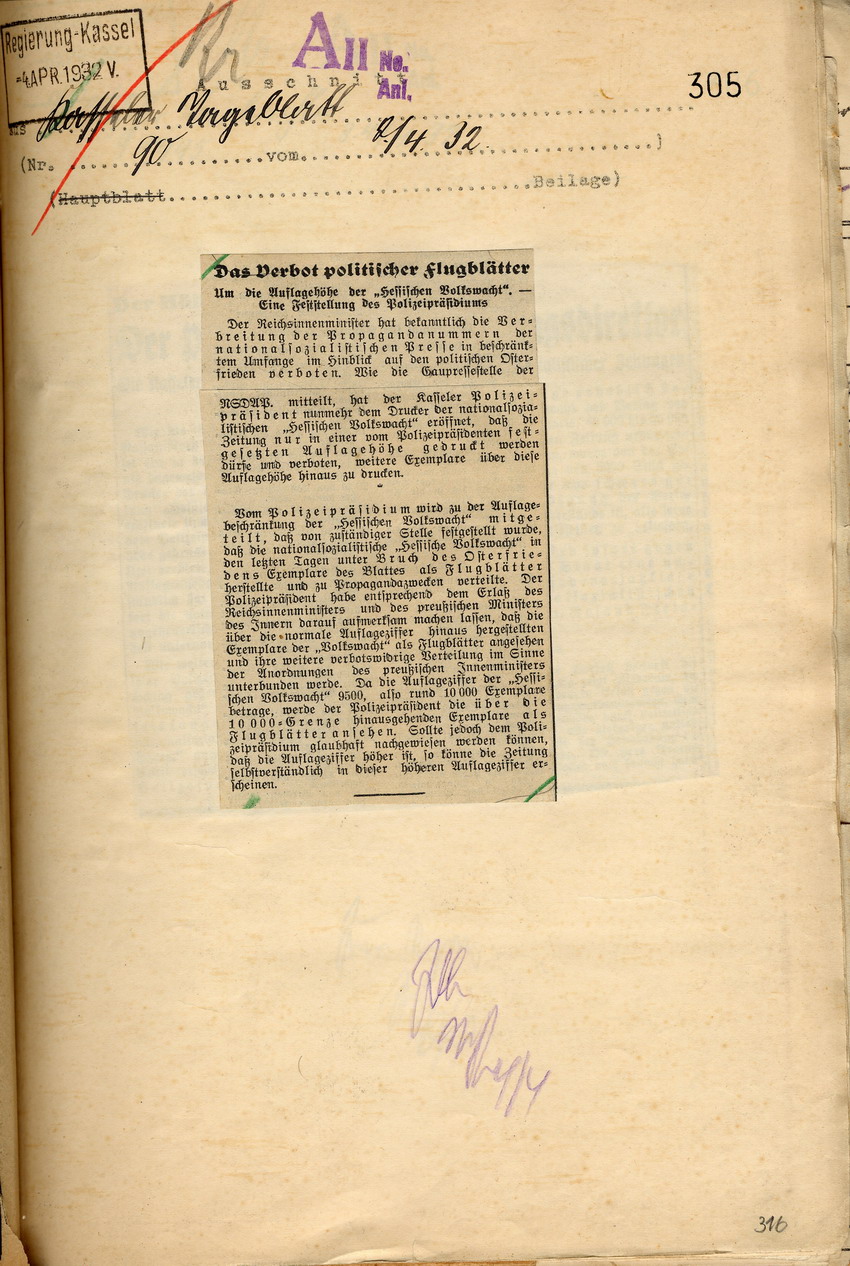 Regierung-Kassel
-4.APR.1932 V.
A II No.
Anl.
305
Ausschnitt
aus Kasseler Tageblatt
(Nr. 90 vom 2/4. 32. )
(Hauptblatt Beilage)
Das Verbot politischer Flugblätter
Um die Auflagehöhe der „Hessischen Volkswacht“. —
Eine Feststellung des Polizeipräsidiums
Der Reichsinnenminister hat bekanntlich die Ver-
breitung der Propagandanummern der
nationalsozialistischen Presse in beschränk-
tem Umfange im Hinblick auf den politischen Oster-
frieden verboten. Wie die Gaupressestelle der
NSDAP. mitteilt, hat der Kasseler Polizei-
präsident nunmehr dem Drucker der nationalsozia-
listischen „Hessischen Volkswacht“ eröffnet, daß die
Zeitung nur in einer vom Polizeipräsidenten fest-
gesetzten Auflagehöhe gedruckt werden
dürfe und verboten, weitere Exemplare über diese
Auflagehöhe hinaus zu drucken.
Vom Polizeipräsidium wird zu der Auflage-
beschränkung der „Hessischen Volkswacht“ mitge-
teilt, daß von zuständiger Stelle festgestellt wurde,
daß die nationalsozialistische „Hessische Volkswacht“ in
den letzten Tagen unter Bruch des Osterfrie-
dens Exemplare des Blattes als Flugblätter
herstellte und zu Propagandazwecken verteilte. Der
Polizeipräsident habe entsprechend dem Erlaß des
Reichsinnenministers und des preußischen Ministers
des Innern darauf aufmerksam machen lassen, daß die
über die normale Auflageziffer hinaus hergestellten
Exemplare der „Volkswacht“ als Flugblätter angesehen
und ihre weitere verbotswidrige Verteilung im Sinne
der Anordnungen des preußischen Innenministers
unterbunden werde. Da die Auflageziffer der „Hessi-
schen Volkswacht“ 9500, also rund 10 000 Exemplare
betrage, werde der Polizeipräsident die über die
10 000-Grenze hinausgehenden Exemplare als
Flugblätter ansehen. Sollte jedoch dem Poli-
zeipräsidium glaubhaft nachgewiesen werden können,
daß die Auflageziffer höher ist, so könne die Zeitung
selbstverständlich in dieser höheren Auflageziffer er-
scheinen.
316